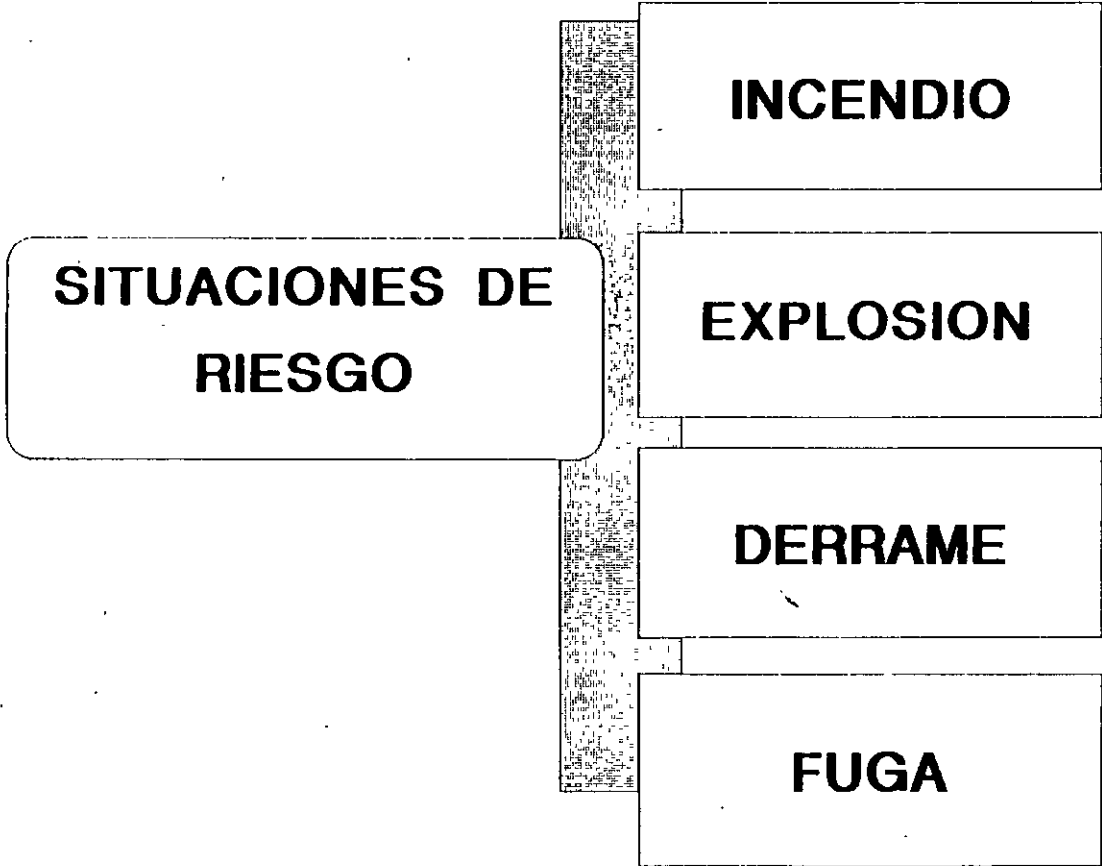 SITUACIONES DE
RIESGO
INCENDIO
EXPLOSION
DERRAME
FUGA